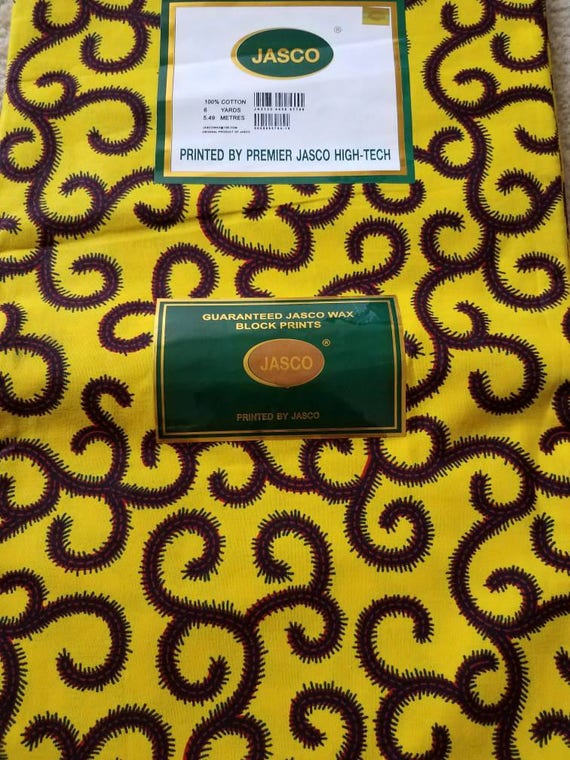 JASCO
®
100% COTTON
6 YARDS
5.49 METRES
PRINTED BY PREMIER JASCO HIGH-TECH
GUARANTEED JASCO WAX
BLOCK PRINTS
®
JASCO
PRINTED BY JASCO